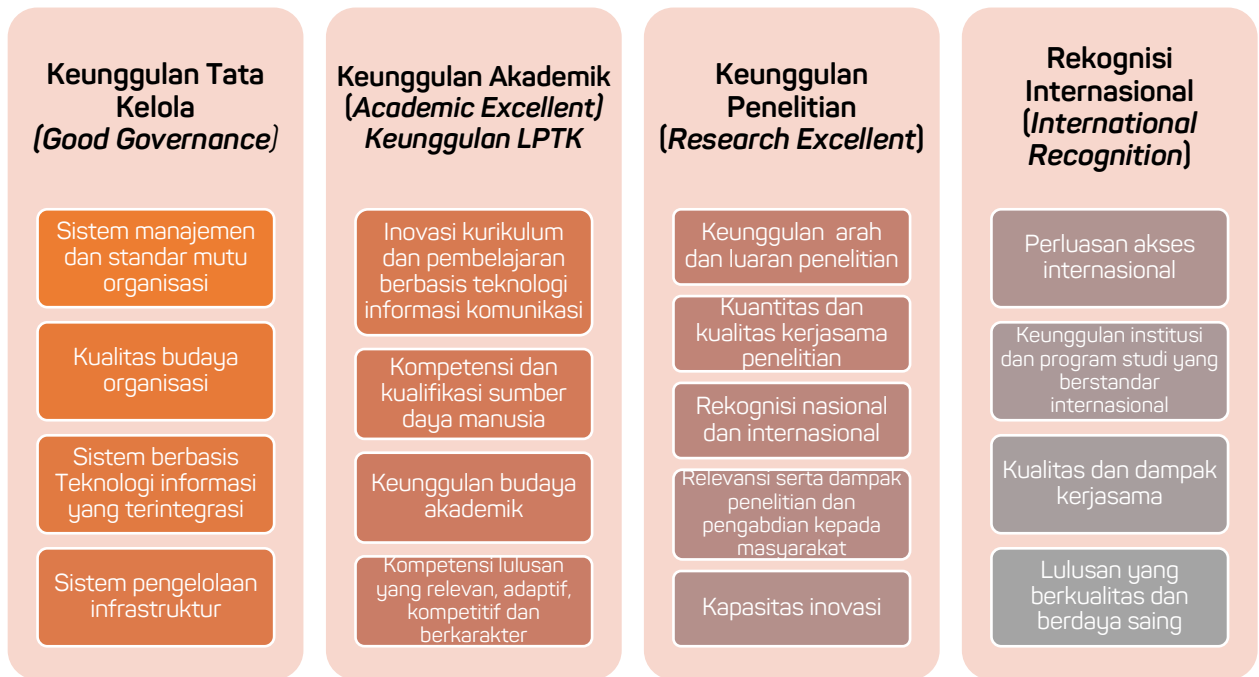 Keunggulan Tata
Kelola
(Good Governance)
Sistem manajemen
dan standar mutu
organisasi
Kualitas budaya
organisasi
Sistem berbasis
Teknologi informasi
yang terintegrasi
Sistem pengelolaan
infrastruktur
Keunggulan Akademik
(Academic Excellent)
Keunggulan LPTK
Inovasi kurikulum
dan pembelajaran
berbasis teknologi
informasi komunikasi
Kompetensi dan
kualifikasi sumber
daya manusia
Keunggulan budaya
akademik
Kompetensi lulusan
yang relevan, adaptif,
kompetitif dan
berkarakter
Keunggulan
Penelitian
(Research Excellent)
Keunggulan arah
dan luaran penelitian
Kuantitas dan
kualitas kerjasama
penelitian
Rekognisi nasional
dan internasional
Relevansi serta dampak
penelitian dan
pengabdian kepada
masyarakat
Kapasitas inovasi
Rekognisi
Internasional
(International
Recognition)
Perluasan akses
internasional
Keunggulan institusi
dan program studi yang
berstandar
internasional
Kualitas dan dampak
kerjasama
Lulusan yang
berkualitas dan
berdaya saing